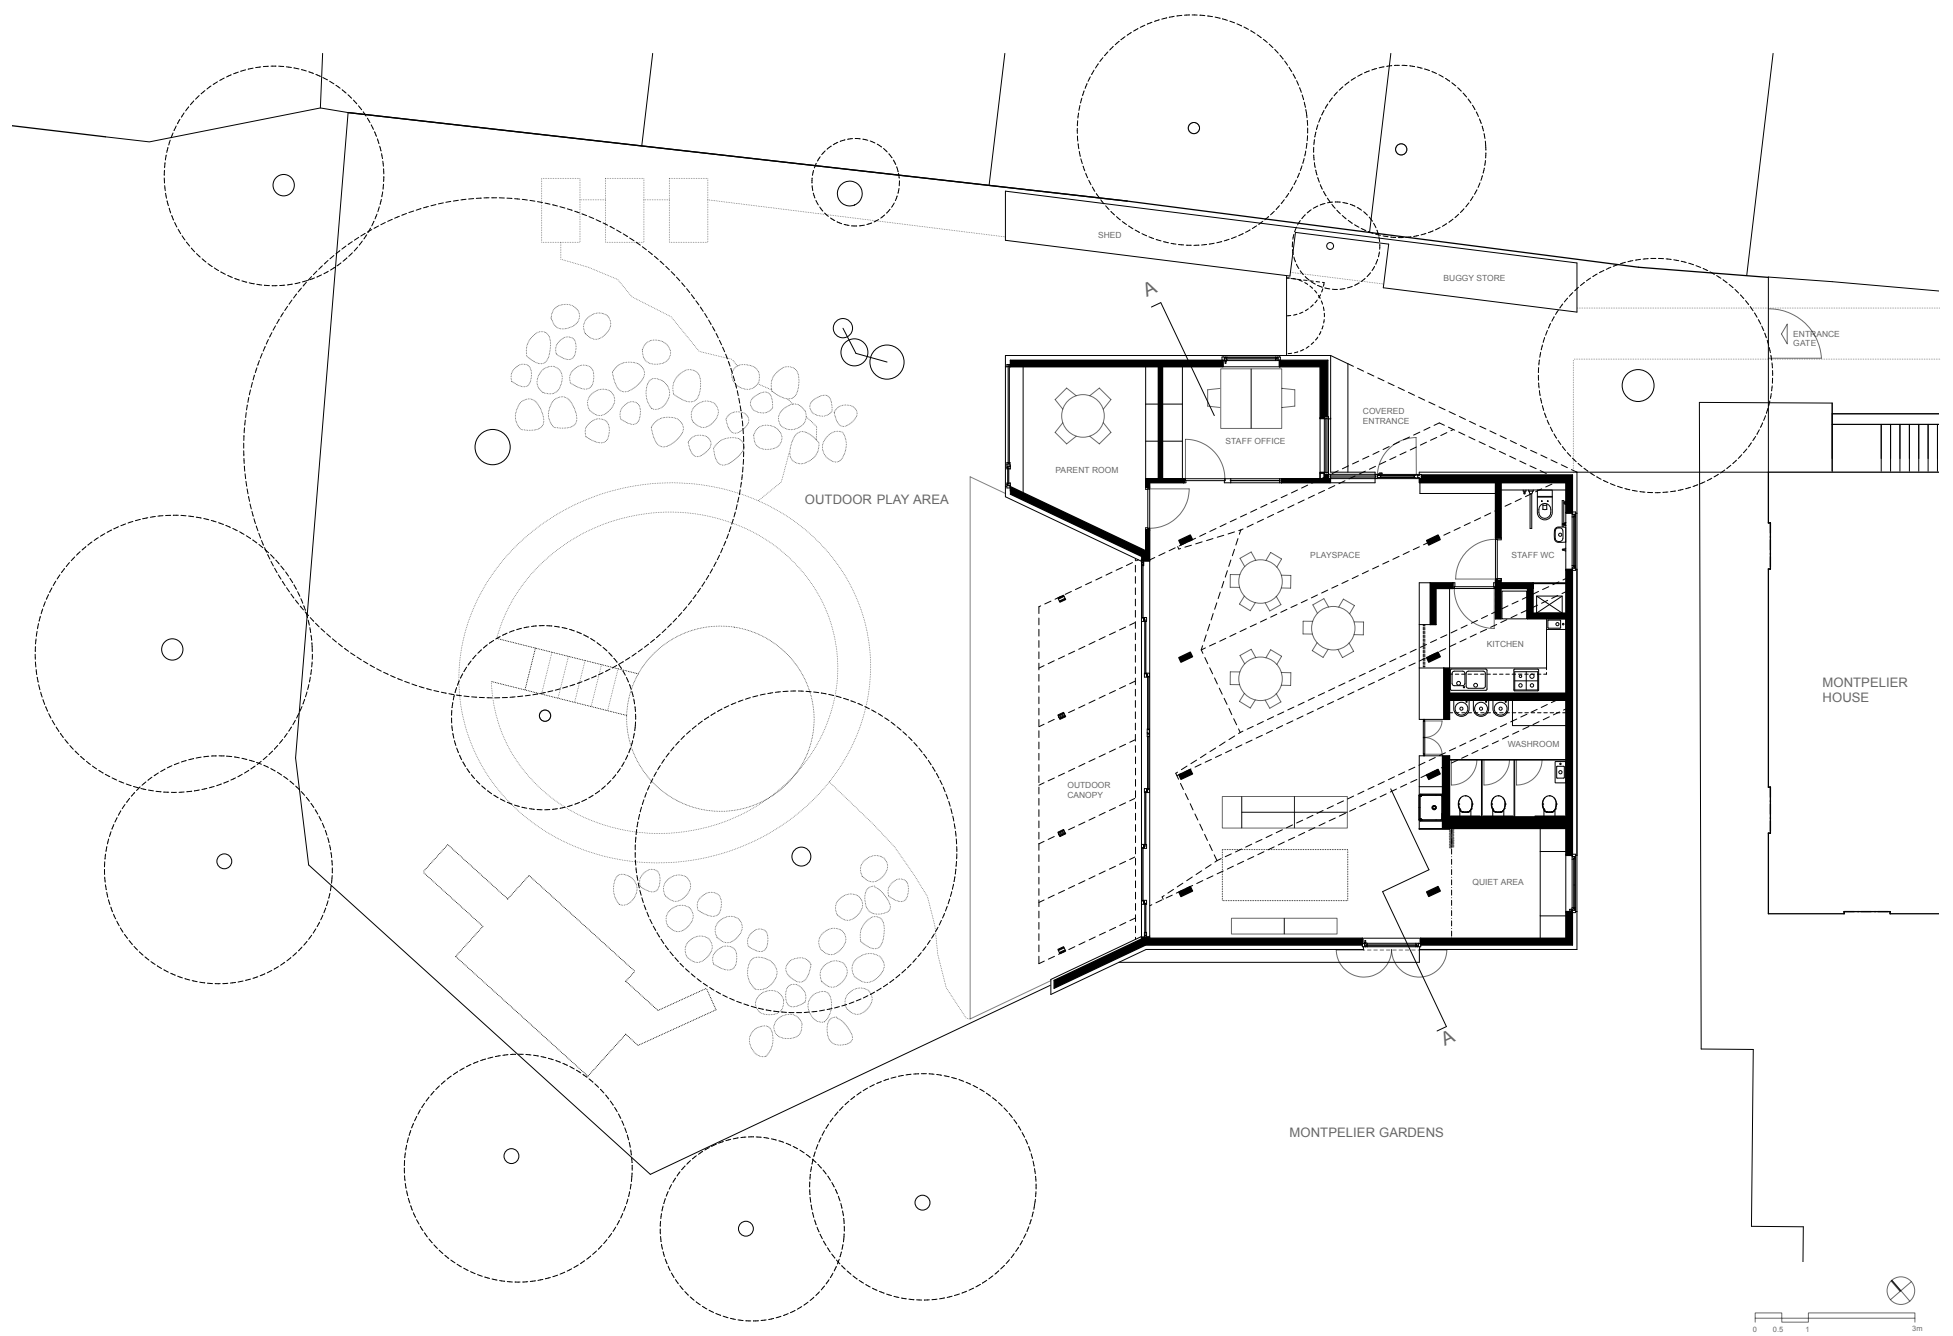 SHED
BUGGY STORE
A
ENTRANCE
GATE
COVERED
ENTRANCE
STAFF OFFICE
PARENT ROOM
OUTDOOR PLAY AREA
PLAYSPACE
STAFF WC
KITCHEN
MONTPELIER
HOUSE
WASHROOM
OUTDOOR
CANOPY
QUIET AREA
A
MONTPELIER GARDENS
0 0.5 1 3m